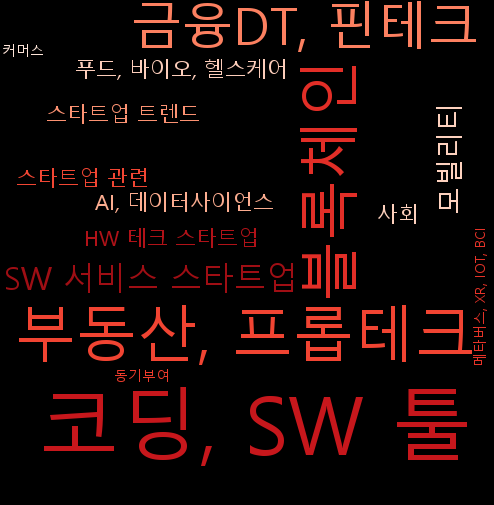 금융DT, 핀테크
커머스
푸드, 바이오, 헬스케어
블록체인
스타트업 트렌드
모빌리티
스타트업 관련
AI, 데이터사이언스
사회
HW 테크 스타트업
메타버스, XR, IOT, BCI
SW 서비스 스타트업
부동산, 프롭테크
동기부여
코딩, SW 툴